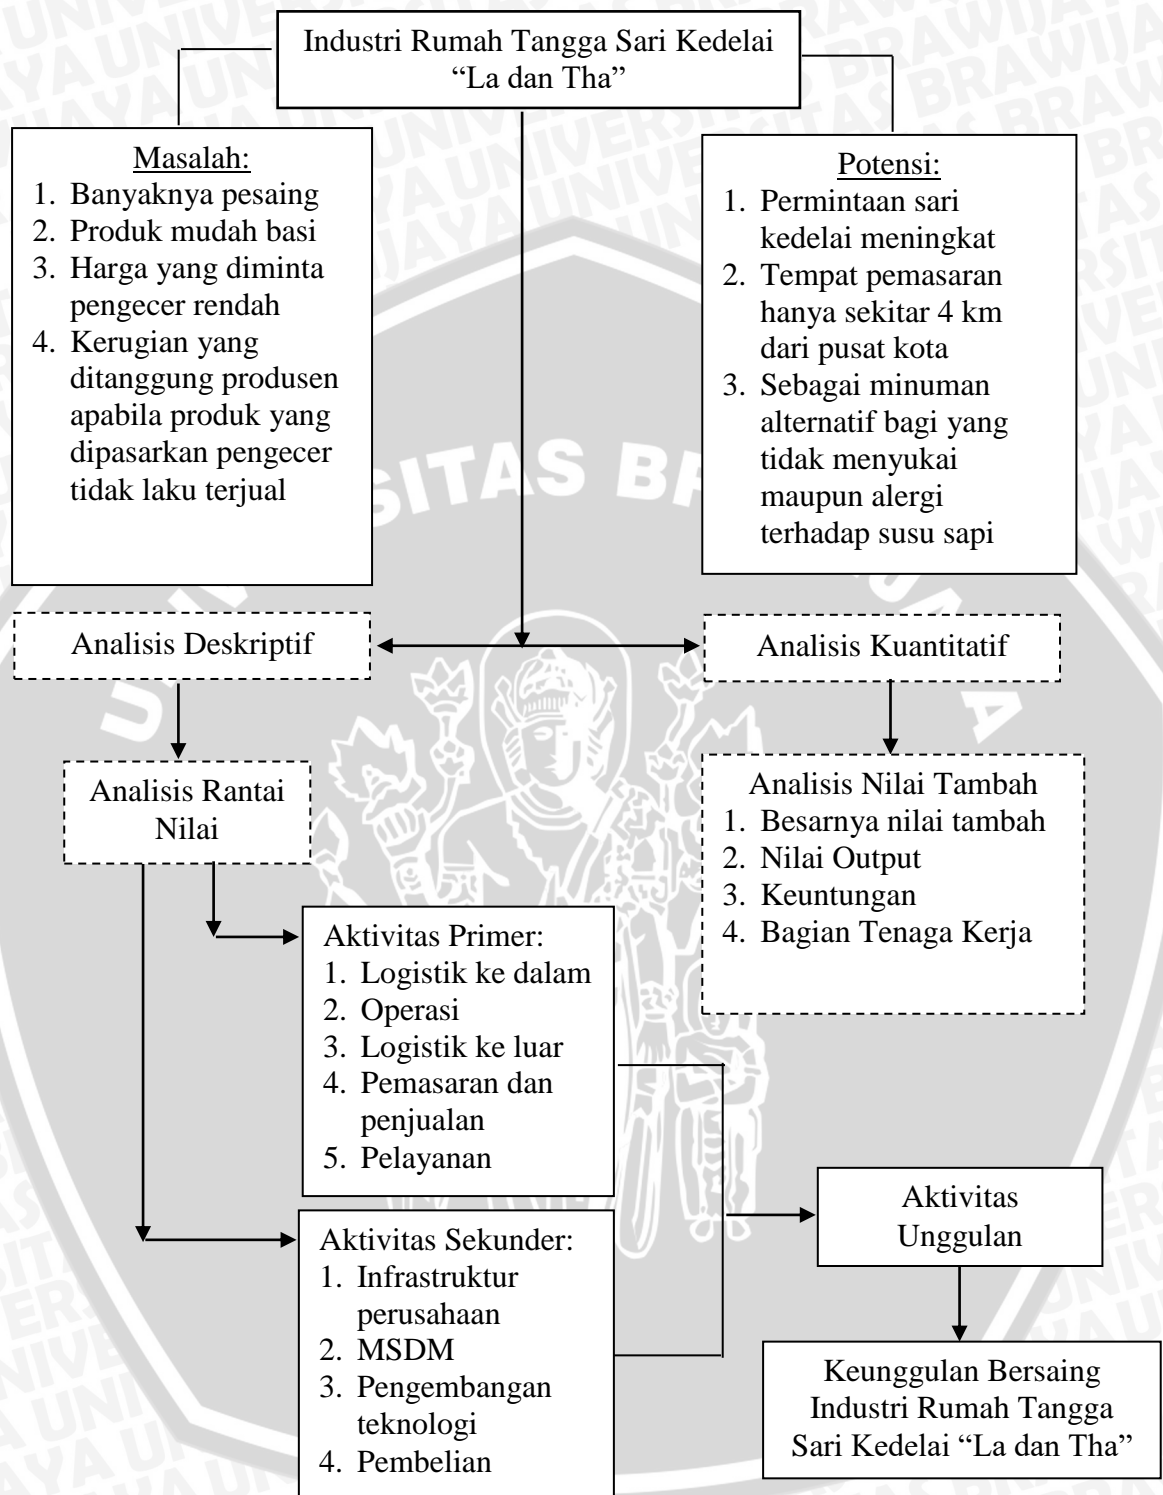 Industri Rumah Tangga Sari Kedelai
“La dan Tha”
Masalah:
1. Banyaknya pesaing
2. Produk mudah basi
3. Harga yang diminta
pengecer rendah
4. Kerugian yang
ditanggung produsen
apabila produk yang
dipasarkan pengecer
tidak laku terjual
Potensi:
1. Permintaan sari
kedelai meningkat
2. Tempat pemasaran
hanya sekitar 4 km
dari pusat kota
3. Sebagai minuman
alternatif bagi yang
tidak menyukai
maupun alergi
terhadap susu sapi
Analisis Deskriptif
Analisis Kuantitatif
Analisis Rantai
Nilai
Analisis Nilai Tambah
1. Besarnya nilai tambah
2. Nilai Output
3. Keuntungan
4. Bagian Tenaga Kerja
Aktivitas Primer:
1. Logistik ke dalam
2. Operasi
3. Logistik ke luar
4. Pemasaran dan
penjualan
5. Pelayanan
Aktivitas Sekunder:
1. Infrastruktur
perusahaan
2. MSDM
3. Pengembangan
teknologi
4. Pembelian
Aktivitas
Unggulan
Keunggulan Bersaing
Industri Rumah Tangga
Sari Kedelai “La dan Tha”